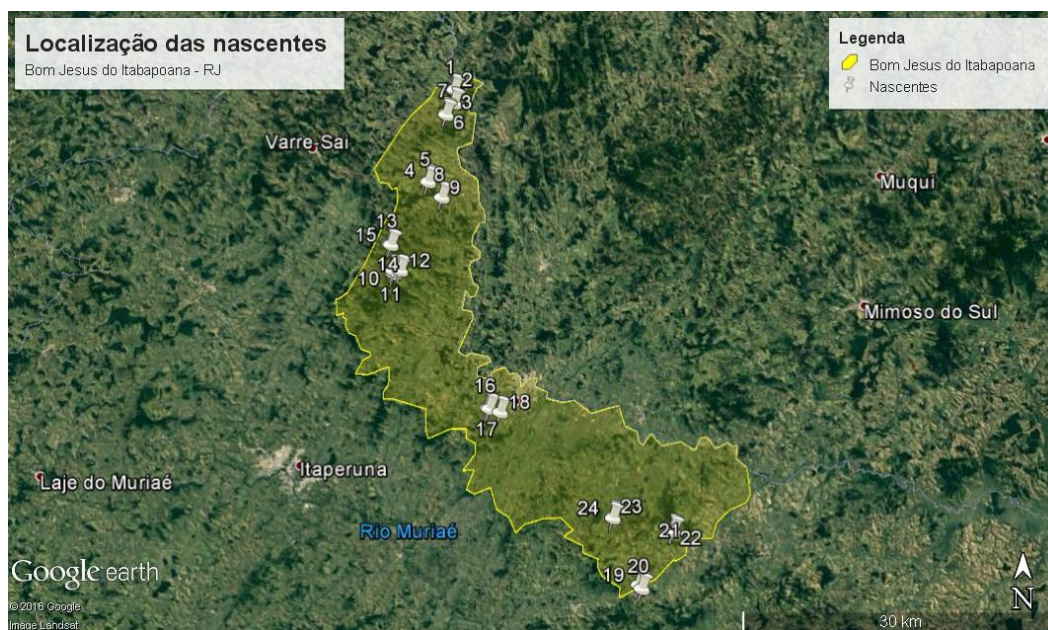 Localização das nascentes
Bom Jesus do Itabapoana - RJ
Legenda
Bom Jesus do Itabapoana
Nascentes
1
2
7
3
6
Varre-Sai
5
4
8
9
Muqui
13
15
14
12
10
11
Mimoso do Sul
16
18
17
Itaperuna
Laje do Muriaé
24
23
Rio Muriaé
21
22
20
19
Google earth
N
© 2016 Google
Image Landsat
30 km